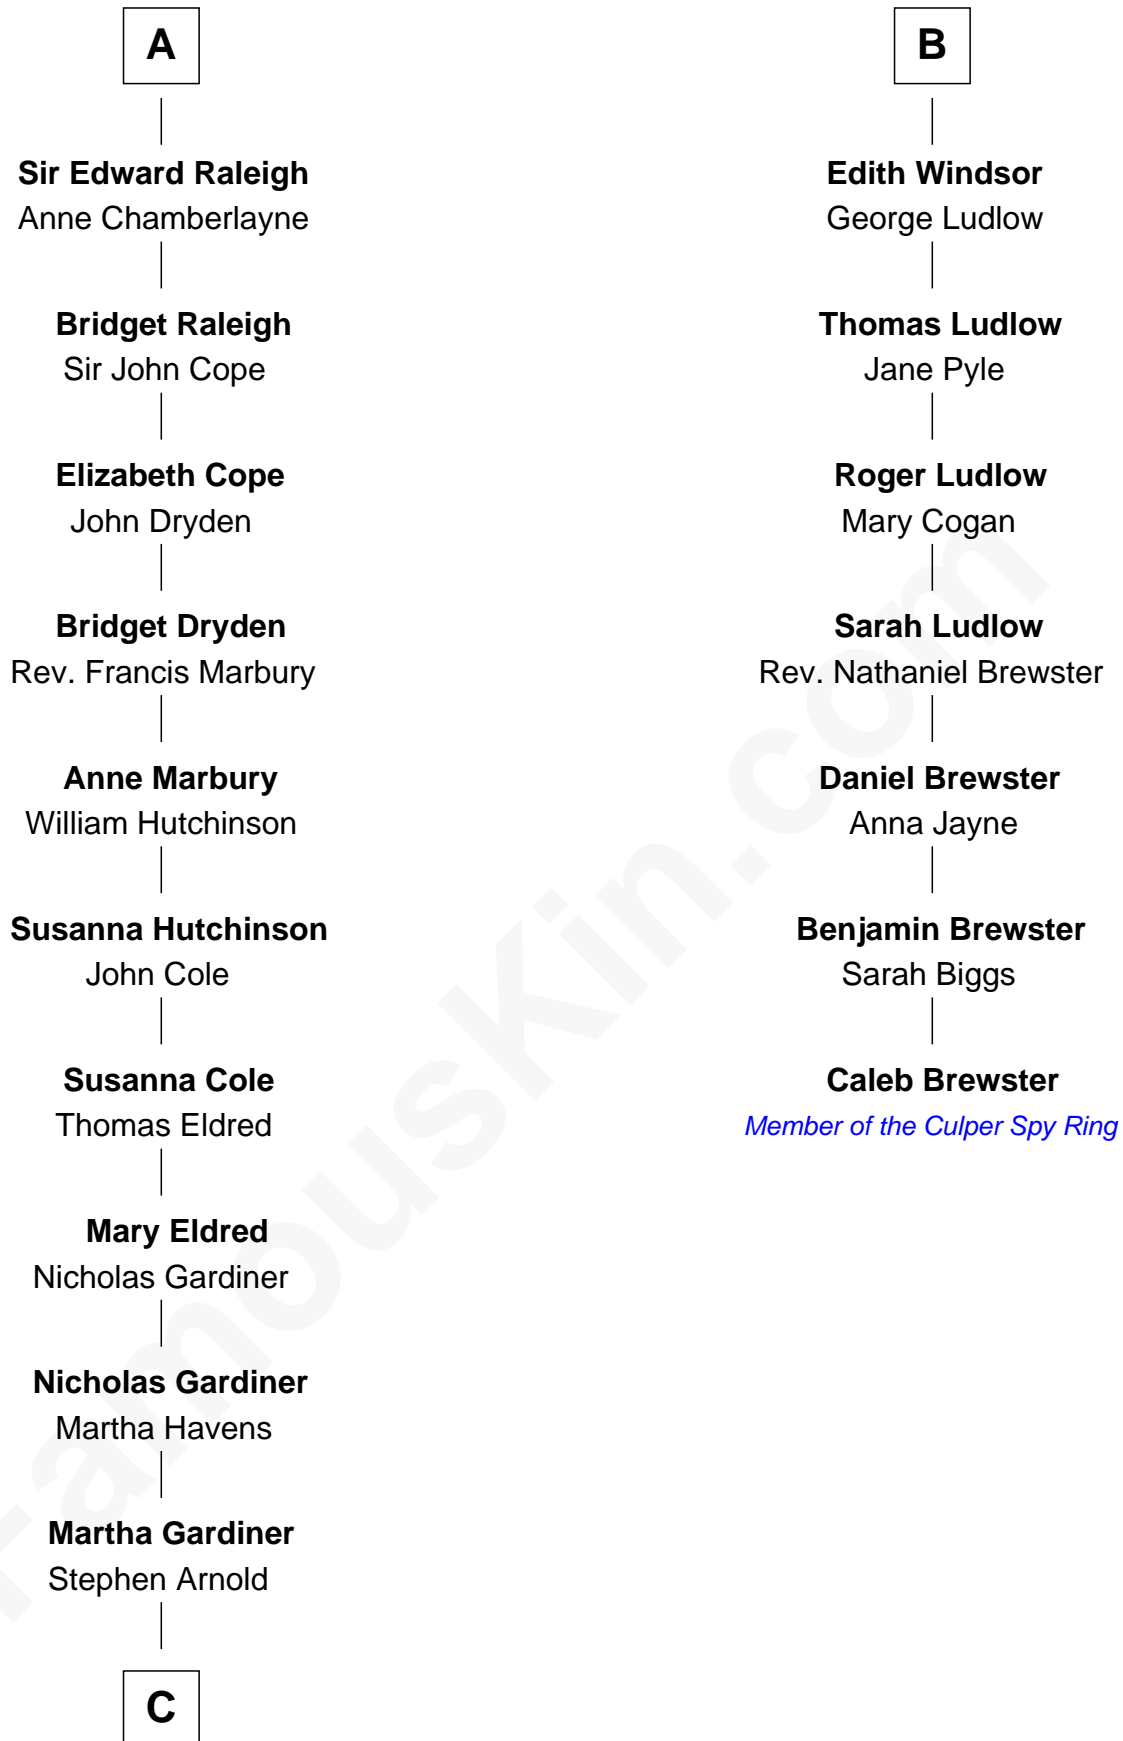 A
Sir Edward Raleigh
Anne Chamberlayne
Bridget Raleigh
Sir John Cope
Elizabeth Cope
John Dryden
Bridget Dryden
Rev. Francis Marbury
Anne Marbury
William Hutchinson
Susanna Hutchinson
John Cole
Susanna Cole
Thomas Eldred
Mary Eldred
Nicholas Gardiner
Nicholas Gardiner
Martha Havens
Martha Gardiner
Stephen Arnold
C
B
Edith Windsor
George Ludlow
Thomas Ludlow
Jane Pyle
Roger Ludlow
Mary Cogan
Sarah Ludlow
Rev. Nathaniel Brewster
Daniel Brewster
Anna Jayne
Benjamin Brewster
Sarah Biggs
Caleb Brewster
Member of the Culper Spy Ring
FamousKin.com